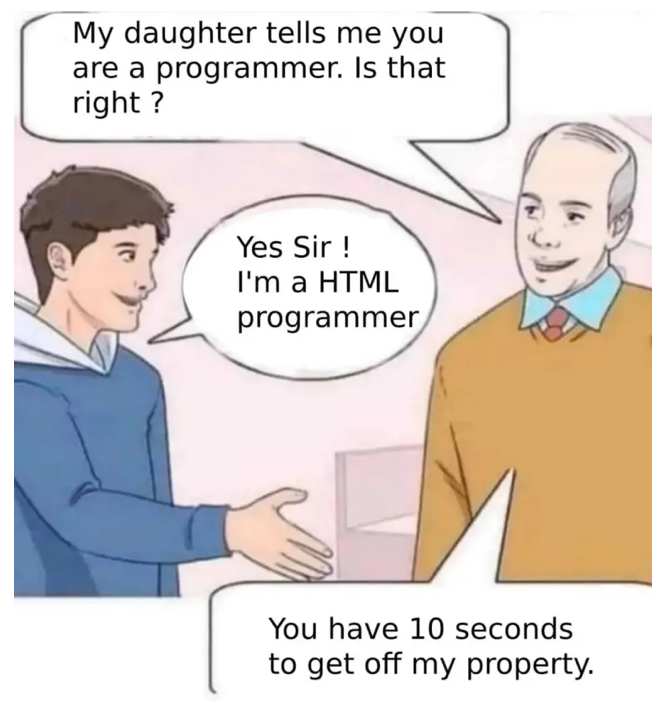 My daughter tells me you
are a programmer. Is that
right ?
Yes Sir !
I'm a HTML
programmer
You have 10 seconds
to get off my property.